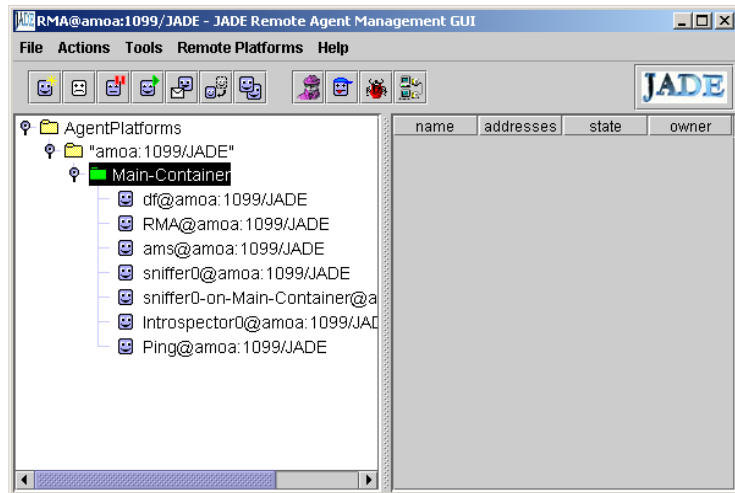 RMA@amoa:1099/JADE - JADE Remote Agent Management GUI
File Actions Tools Remote Platforms Help
JADE
AgentPlatforms
"amoa:1099/JADE"
Main-Container
df@amoa:1099/JADE
RMA@amoa:1099/JADE
ams@amoa:1099/JADE
sniffer0@amoa:1099/JADE
sniffer0-on-Main-Container@a
Introspector0@amoa:1099/JAD
Ping@amoa:1099/JADE
name addresses state owner